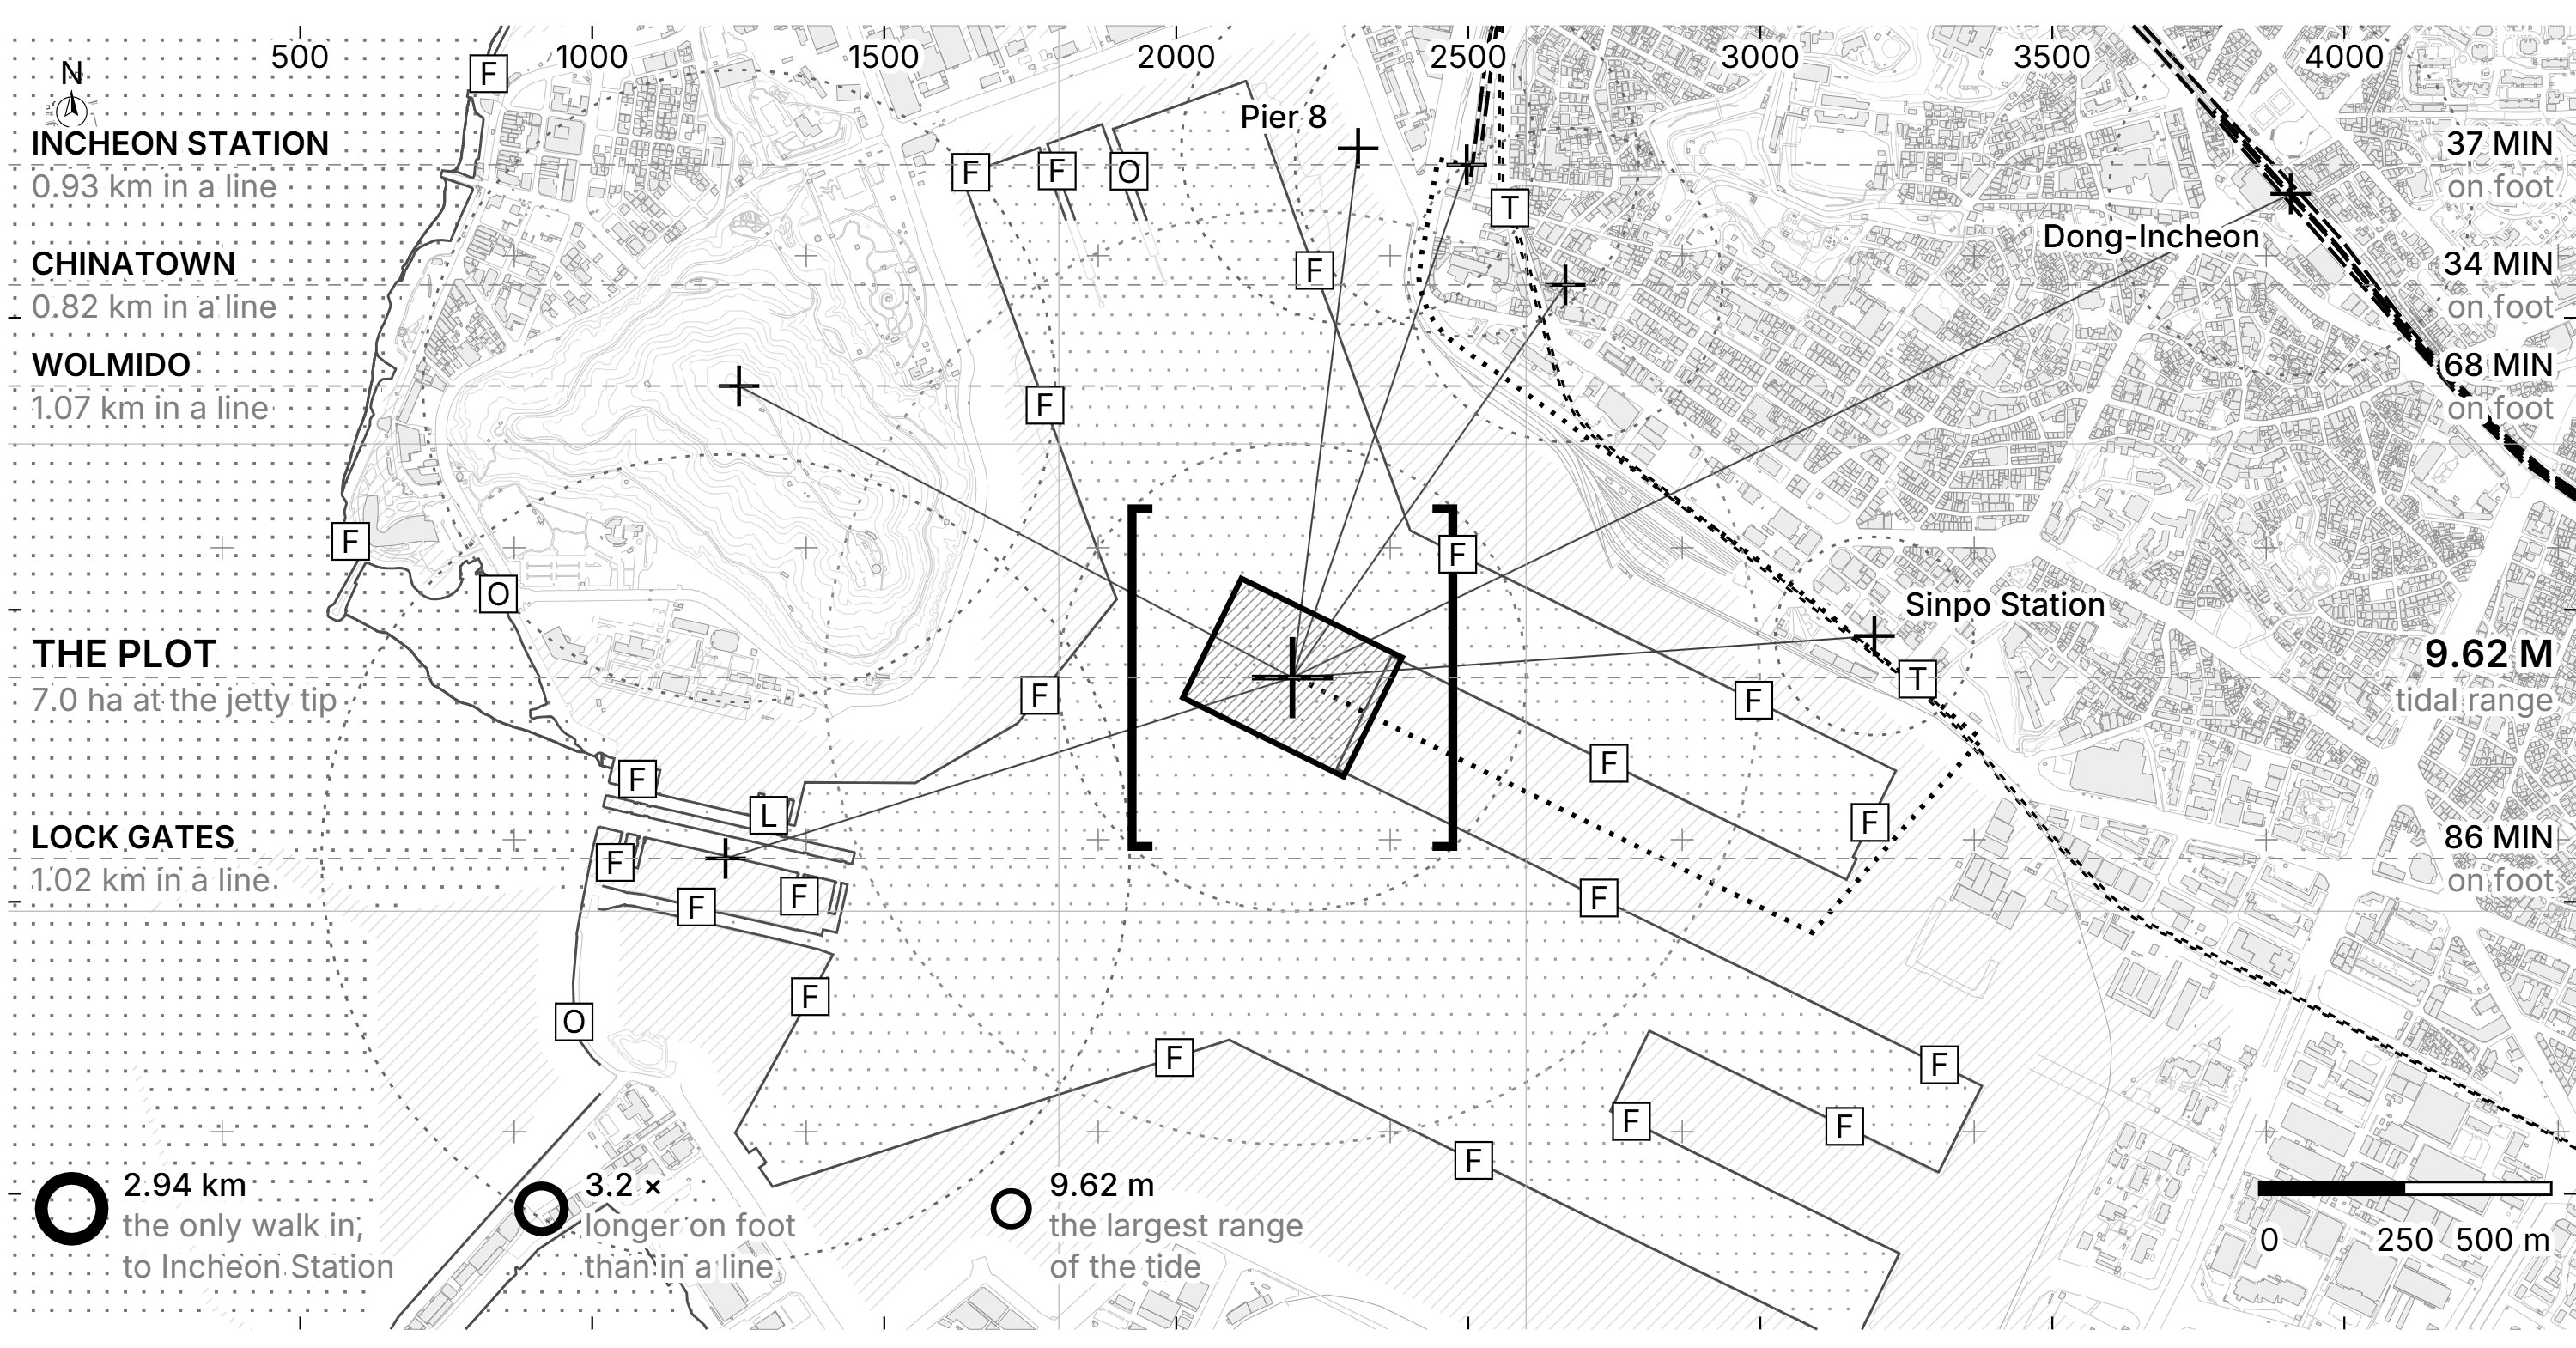 500 1000 1500 2000 2500 3000 3500 4000
N
F
Pier 8
INCHEON STATION
37 MIN
0.93 km in a line
on foot
F F O
T
Dong-Incheon
CHINATOWN
34 MIN
0.82 km in a line
on foot
F
WOLMIDO
68 MIN
1.07 km in a line
on foot
F
F
F
O
Sinpo Station
THE PLOT
9.62 M
7.0 ha at the jetty tip
tidal range
F
F
T
F
F
L
F
LOCK GATES
86 MIN
1.02 km in a line
on foot
F
F
F
F
F
O
F
F
F
F
F
2.94 km
the only walk in,
to Incheon Station
3.2 ×
longer on foot
than in a line
9.62 m
the largest range
of the tide
0 250 500 m